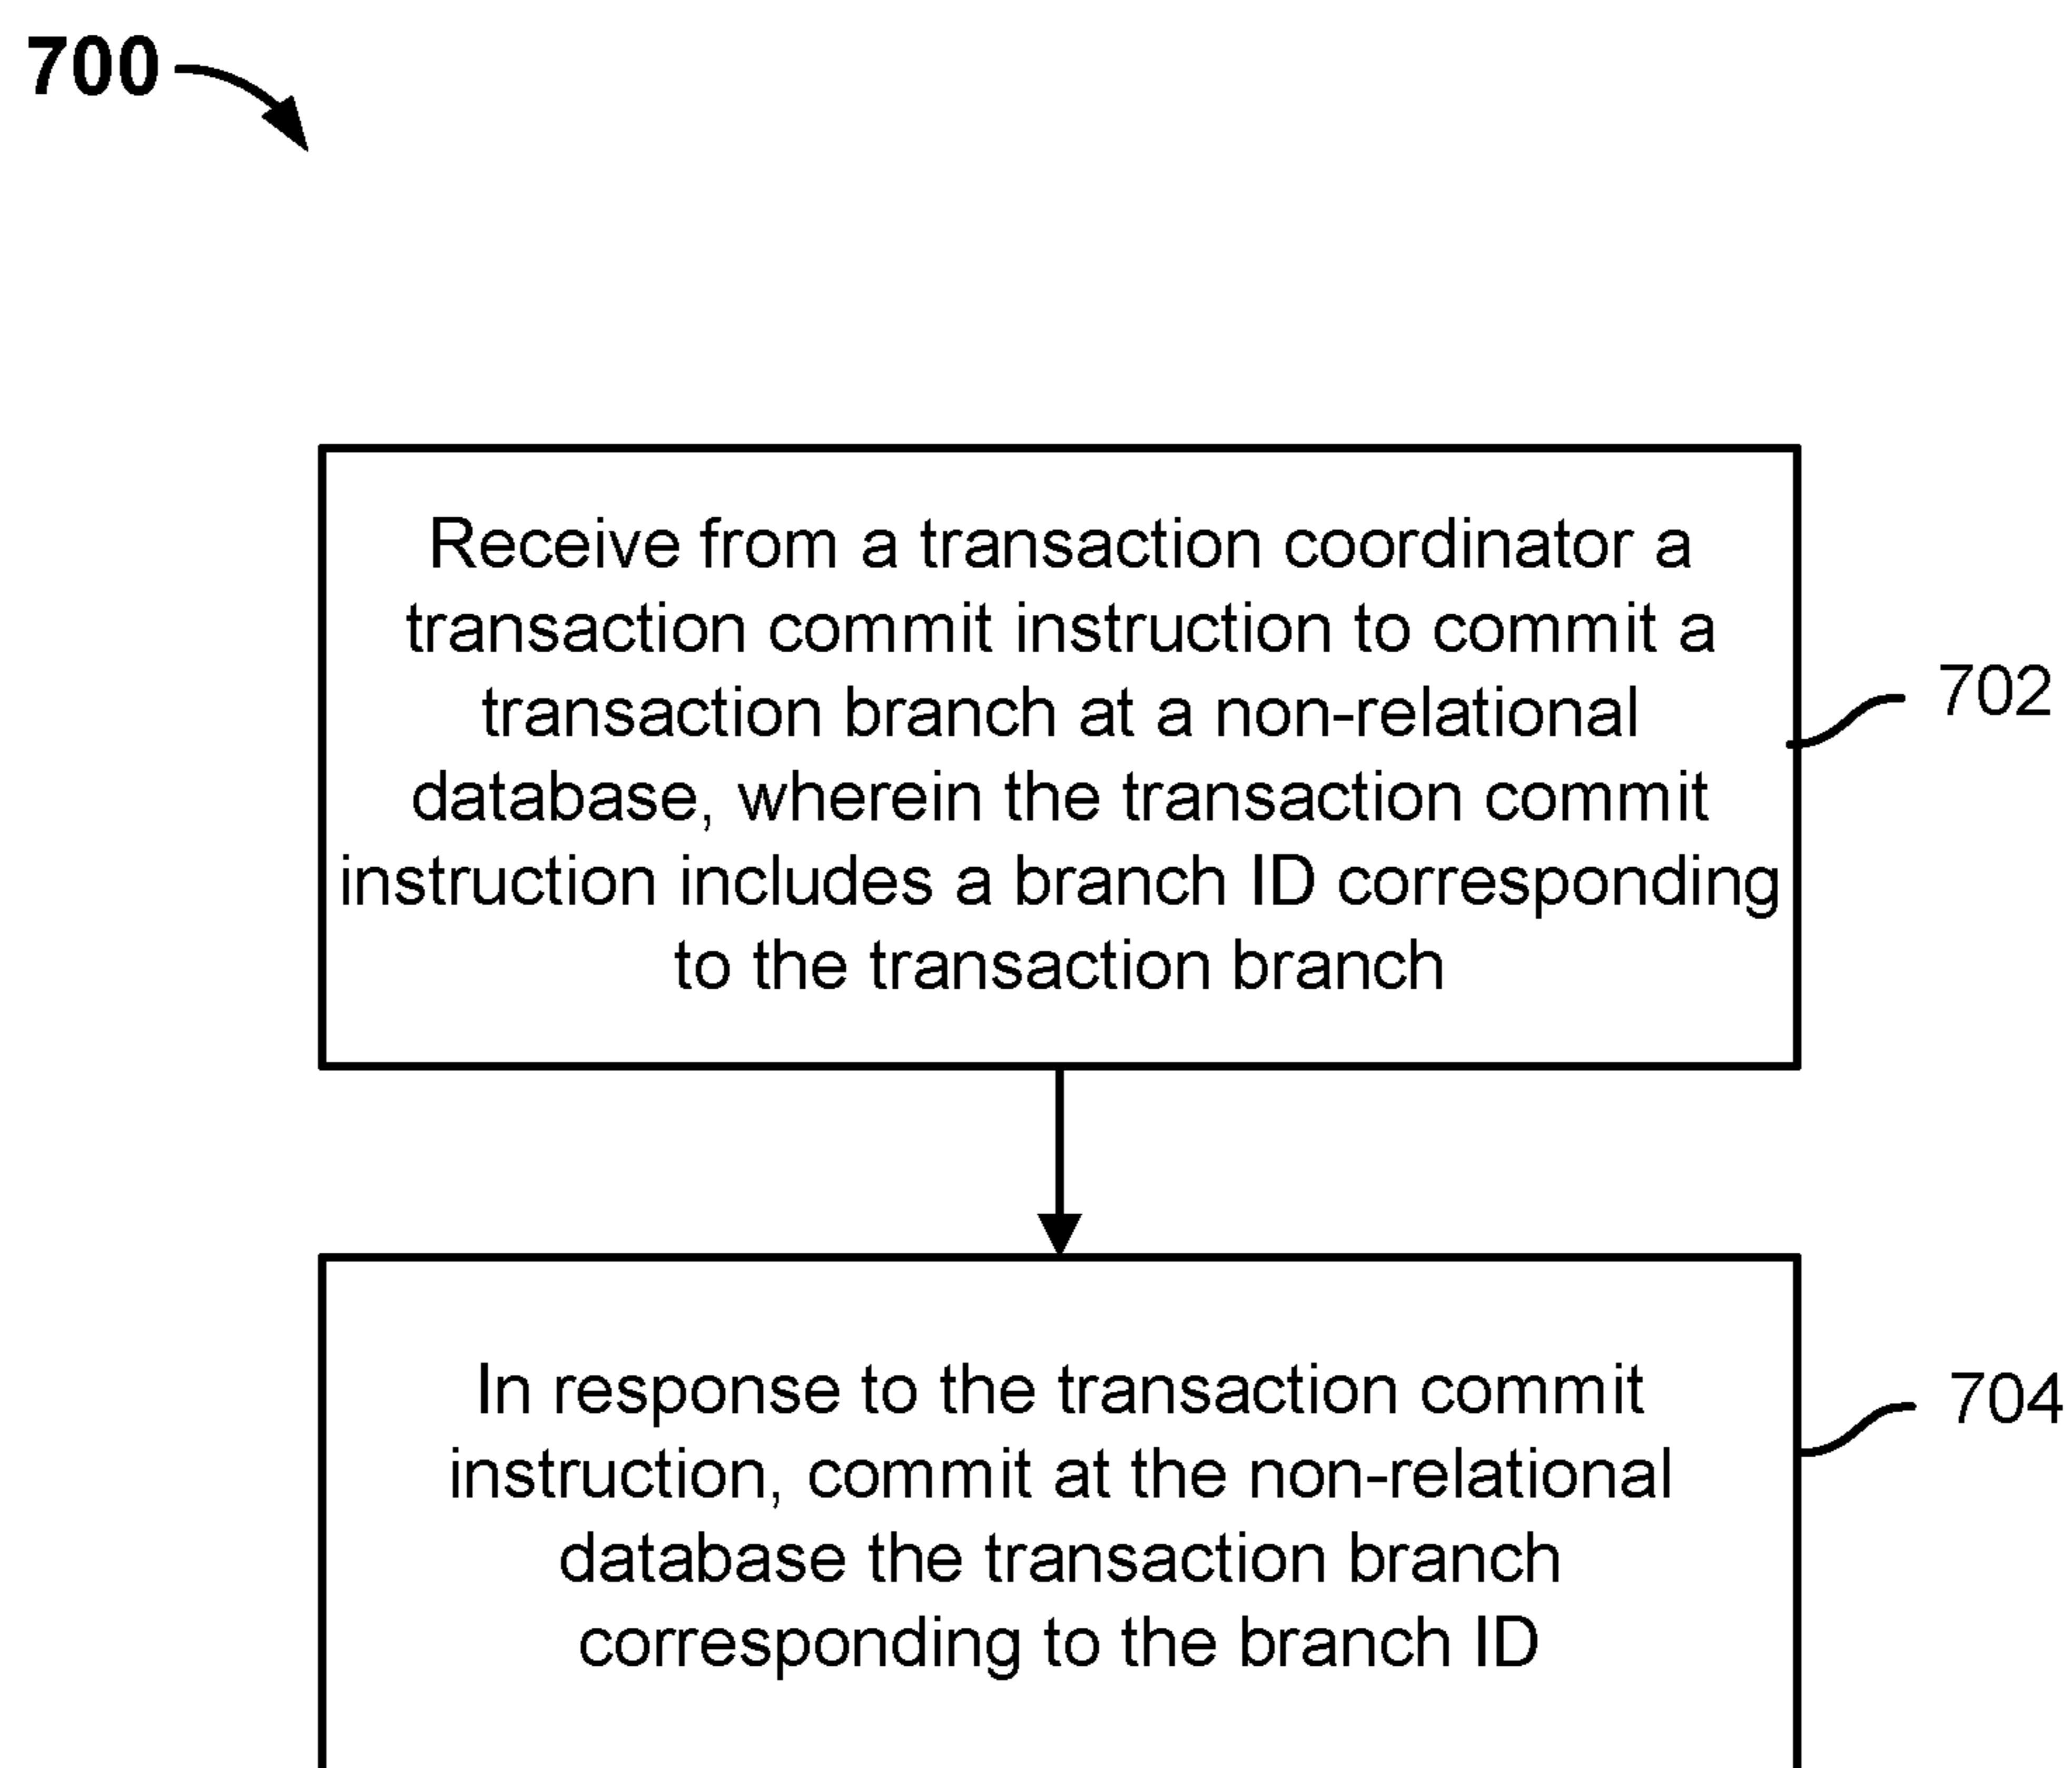 700
Receive from a transaction coordinator a
transaction commit instruction to commit a
transaction branch at a non-relational
database, wherein the transaction commit
instruction includes a branch ID corresponding
to the transaction branch
702
In response to the transaction commit
instruction, commit at the non-relational
database the transaction branch
corresponding to the branch ID
704